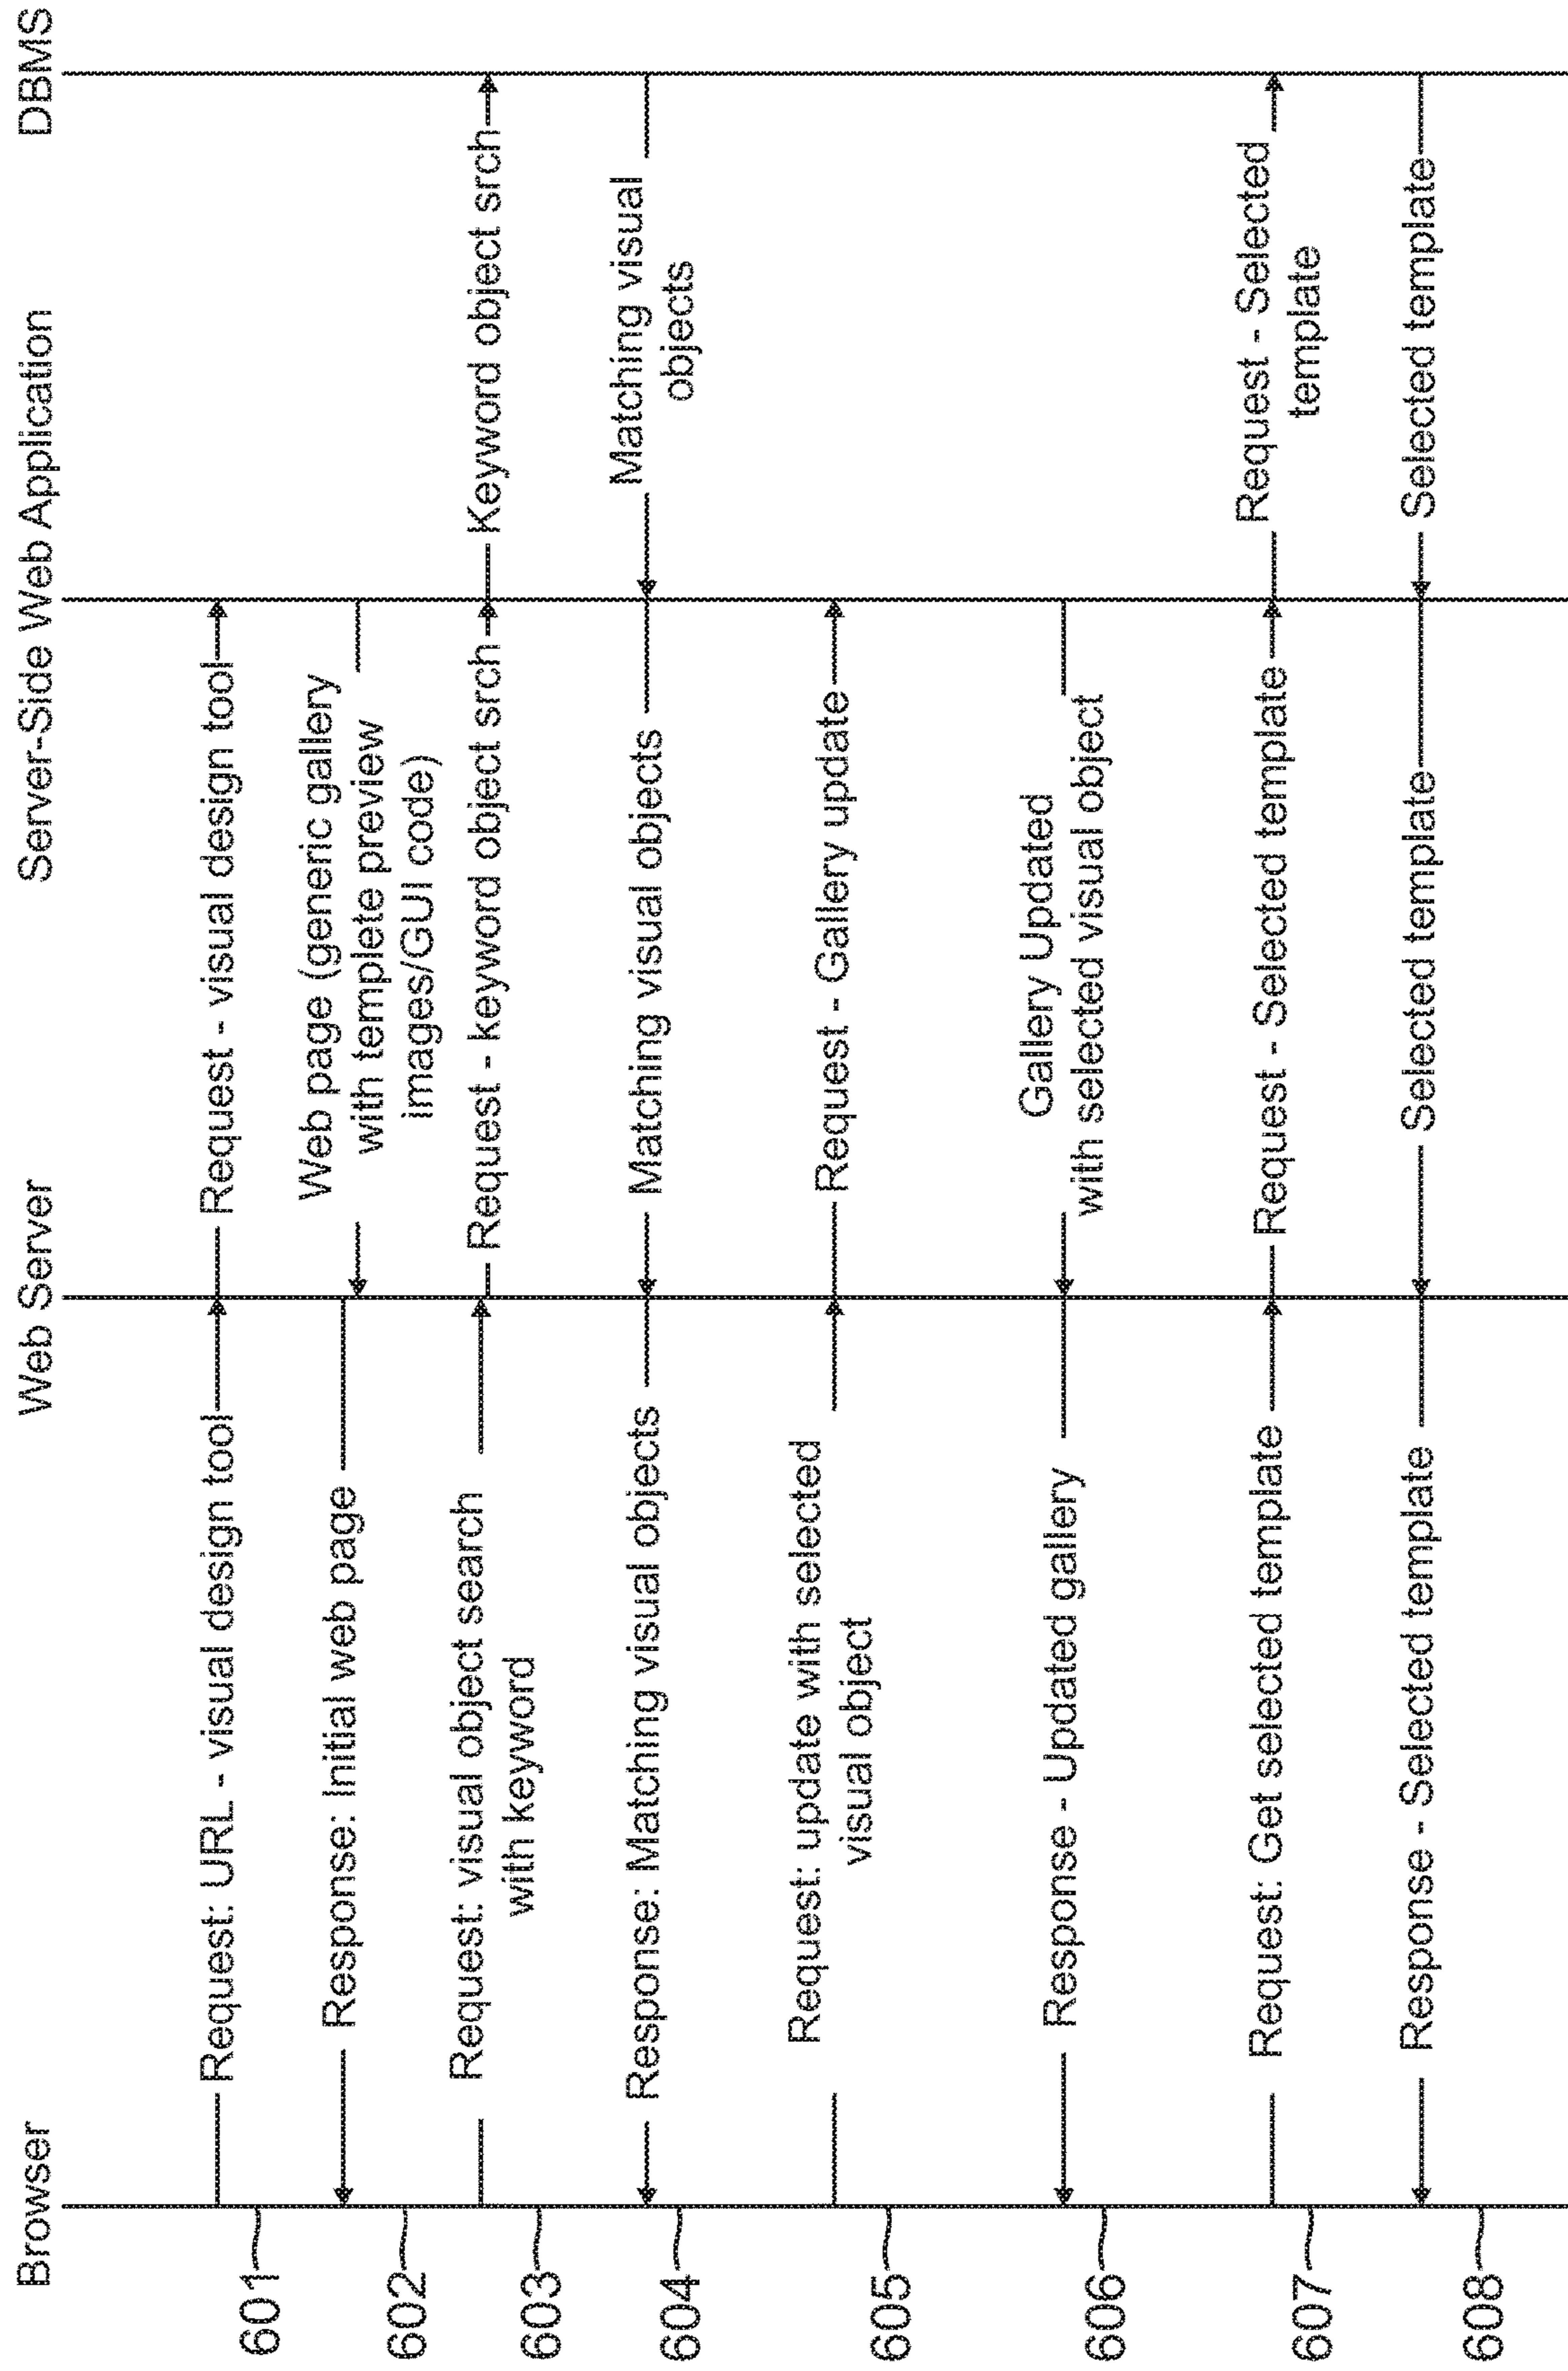 Browser
Web Server
Server-Side Web Application
DBMS
601
Request: URL - visual design tool
Request - visual design tool
602
Response: Initial web page
Web page (generic gallery
with templete preview
images/GUI code)
603
Request: visual object search
with keyword
Request - keyword object srch
Keyword object srch
604
Response: Matching visual objects
Matching visual objects
Matching visual
objects
605
Request: update with selected
visual object
Request - Gallery update
606
Response - Updated gallery
Gallery Updated
with selected visual object
607
Request: Get selected template
Request - Selected template
Request - Selected
template
608
Response - Selected template
Selected template
Selected template